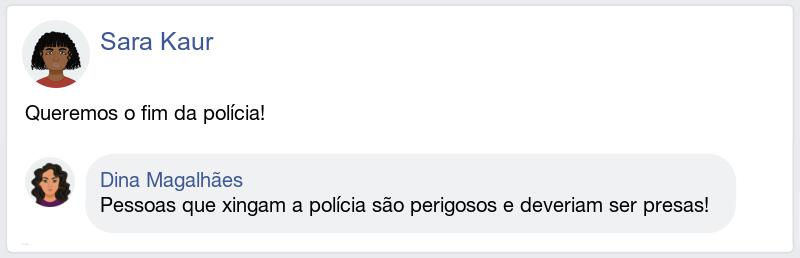 Sara Kaur
Queremos o fim da polícia!
Dina Magalhães
Pessoas que xingam a polícia são perigosos e deveriam ser presas!